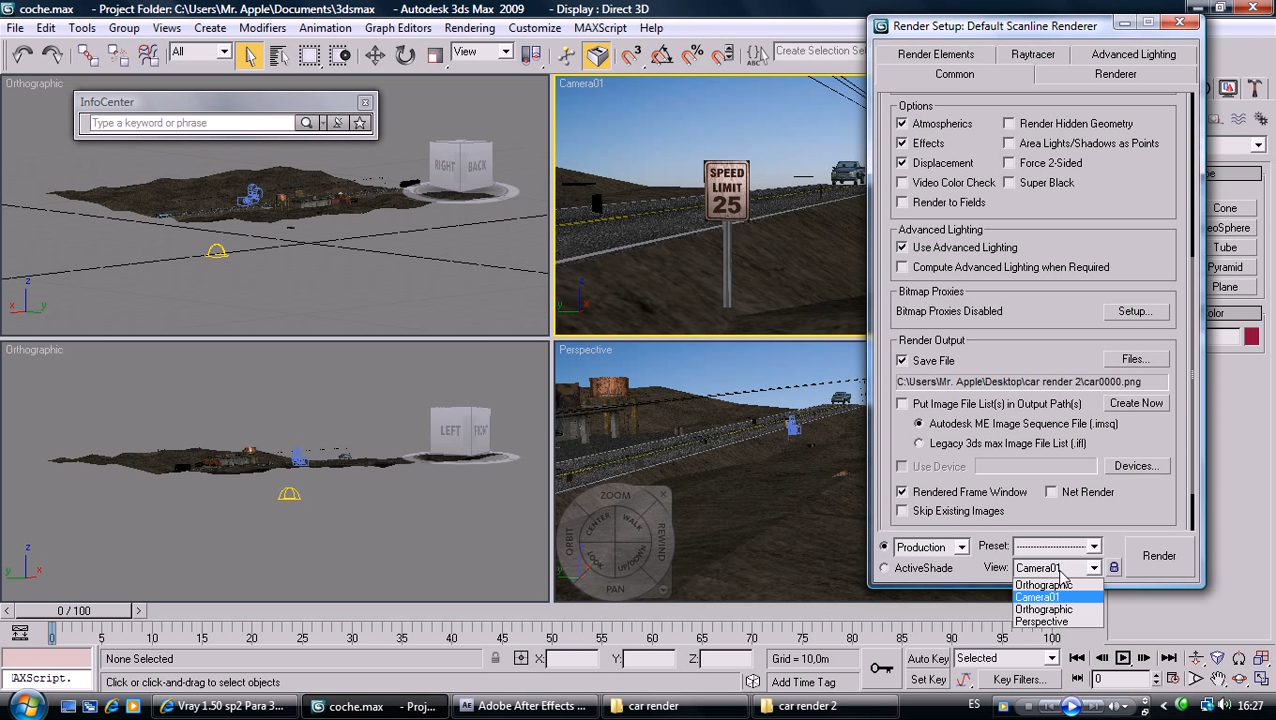 coche.max - Project Folder: C:\Users\Mr. Apple\Documents\3dsmax - Autodesk 3ds Max 2009 - Display : Direct 3D
File Edit Tools Group Views Create Modifiers Animation Graph Editors Rendering Customize MAXScript Help
All
View
Create Selection Se
Orthographic
InfoCenter
Type a keyword or phrase
RIGHT BACK
z
x y
Camera01
SPEED
LIMIT
25
Orthographic
LEFT
z
x
Perspective
ZOOM
CENTER
WALK
REWIND
ORBIT
LOOK
UP/DOWN
PAN
Render Setup: Default Scanline Renderer
Render Elements Raytracer Advanced Lighting
Common Renderer
Options
Atmospherics Render Hidden Geometry
Effects Area Lights/Shadows as Points
Displacement Force 2-Sided
Video Color Check Super Black
Render to Fields
Advanced Lighting
Use Advanced Lighting
Compute Advanced Lighting when Required
Bitmap Proxies
Bitmap Proxies Disabled Setup...
Render Output
Save File Files...
C:\Users\Mr. Apple\Desktop\car render 2\car0000.png
Put Image File List(s) in Output Path(s) Create Now
Autodesk ME Image Sequence File (.imsq)
Legacy 3ds max Image File List (.ifl)
Use Device Devices...
Rendered Frame Window Net Render
Skip Existing Images
Production Preset: Render
ActiveShade View: Camera01
Orthographic
Camera01
Orthographic
Perspective
pe
Cone
eoSphere
Tube
Pyramid
Plane
Color
0 / 100
0 5 10 15 20 25 30 35 40 45 50 55 60 65 70 75 80 85 90 95 100
None Selected X: Y: Z: Grid = 10,0m Auto Key Selected
AXScript. Click or click-and-drag to select objects Add Time Tag Set Key Key Filters... 0
Vray 1.50 sp2 Para 3... coche.max - Proj... Adobe After Effects ... car render car render 2 ES 16:27